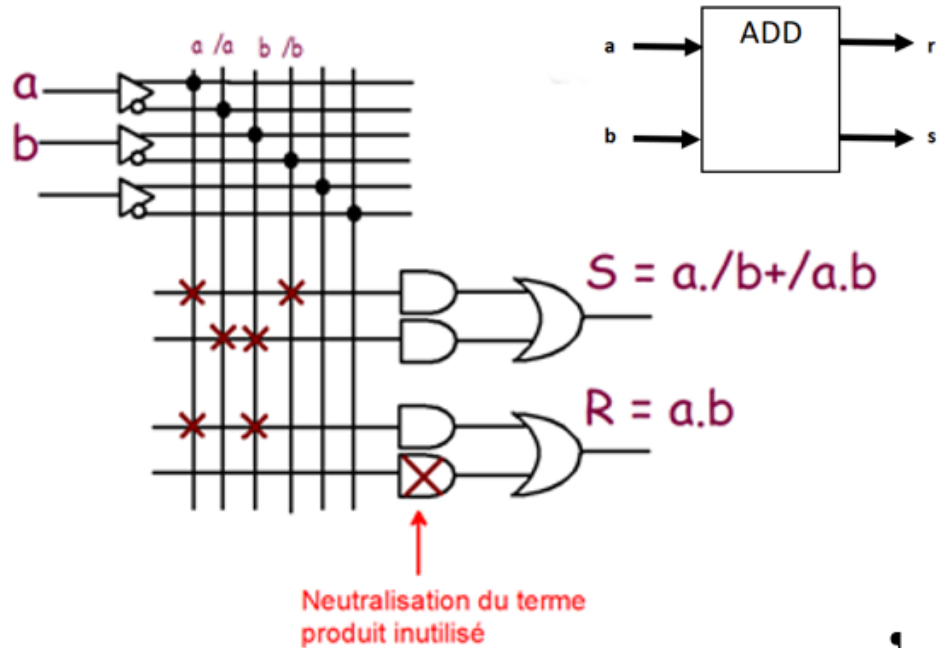 a /a b /b
a
b
ADD
a
r
b
s
S = a./b+/a.b
R = a.b
Neutralisation du terme
produit inutilisé
¶